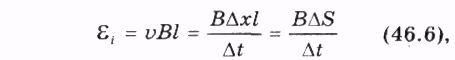 ℰᵢ = υBl = BΔxl / Δt = BΔS / Δt (46.6),